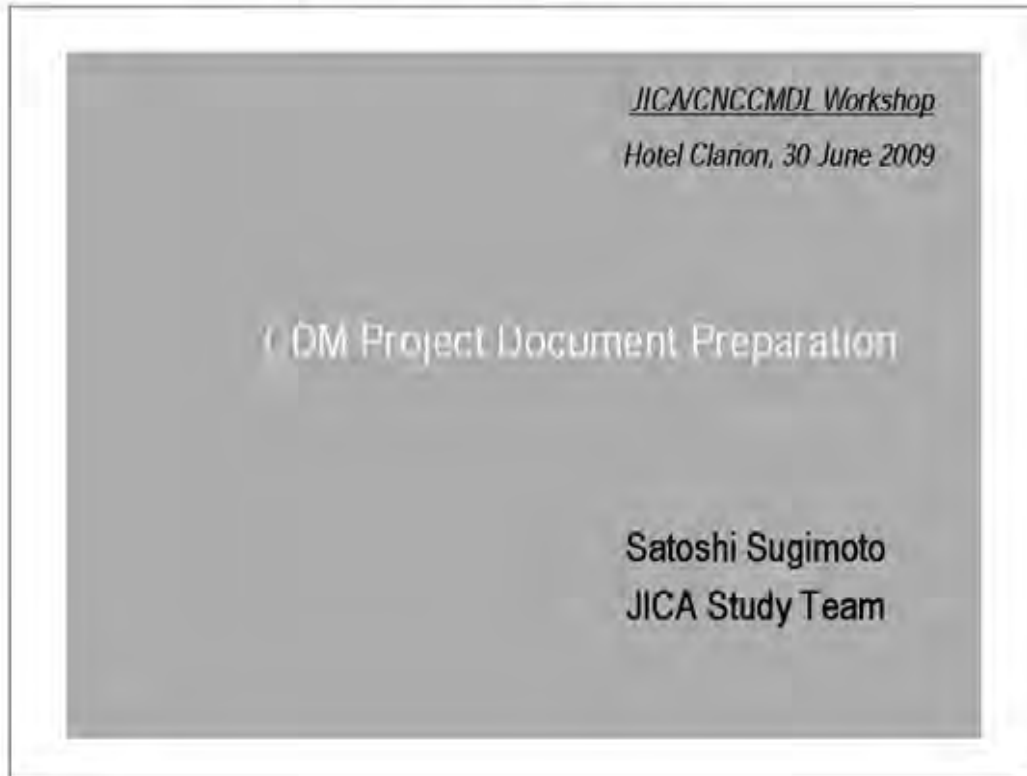 JICA/CNCCMDL Workshop
Hotel Clarion, 30 June 2009
CDM Project Document Preparation
Satoshi Sugimoto
JICA Study Team